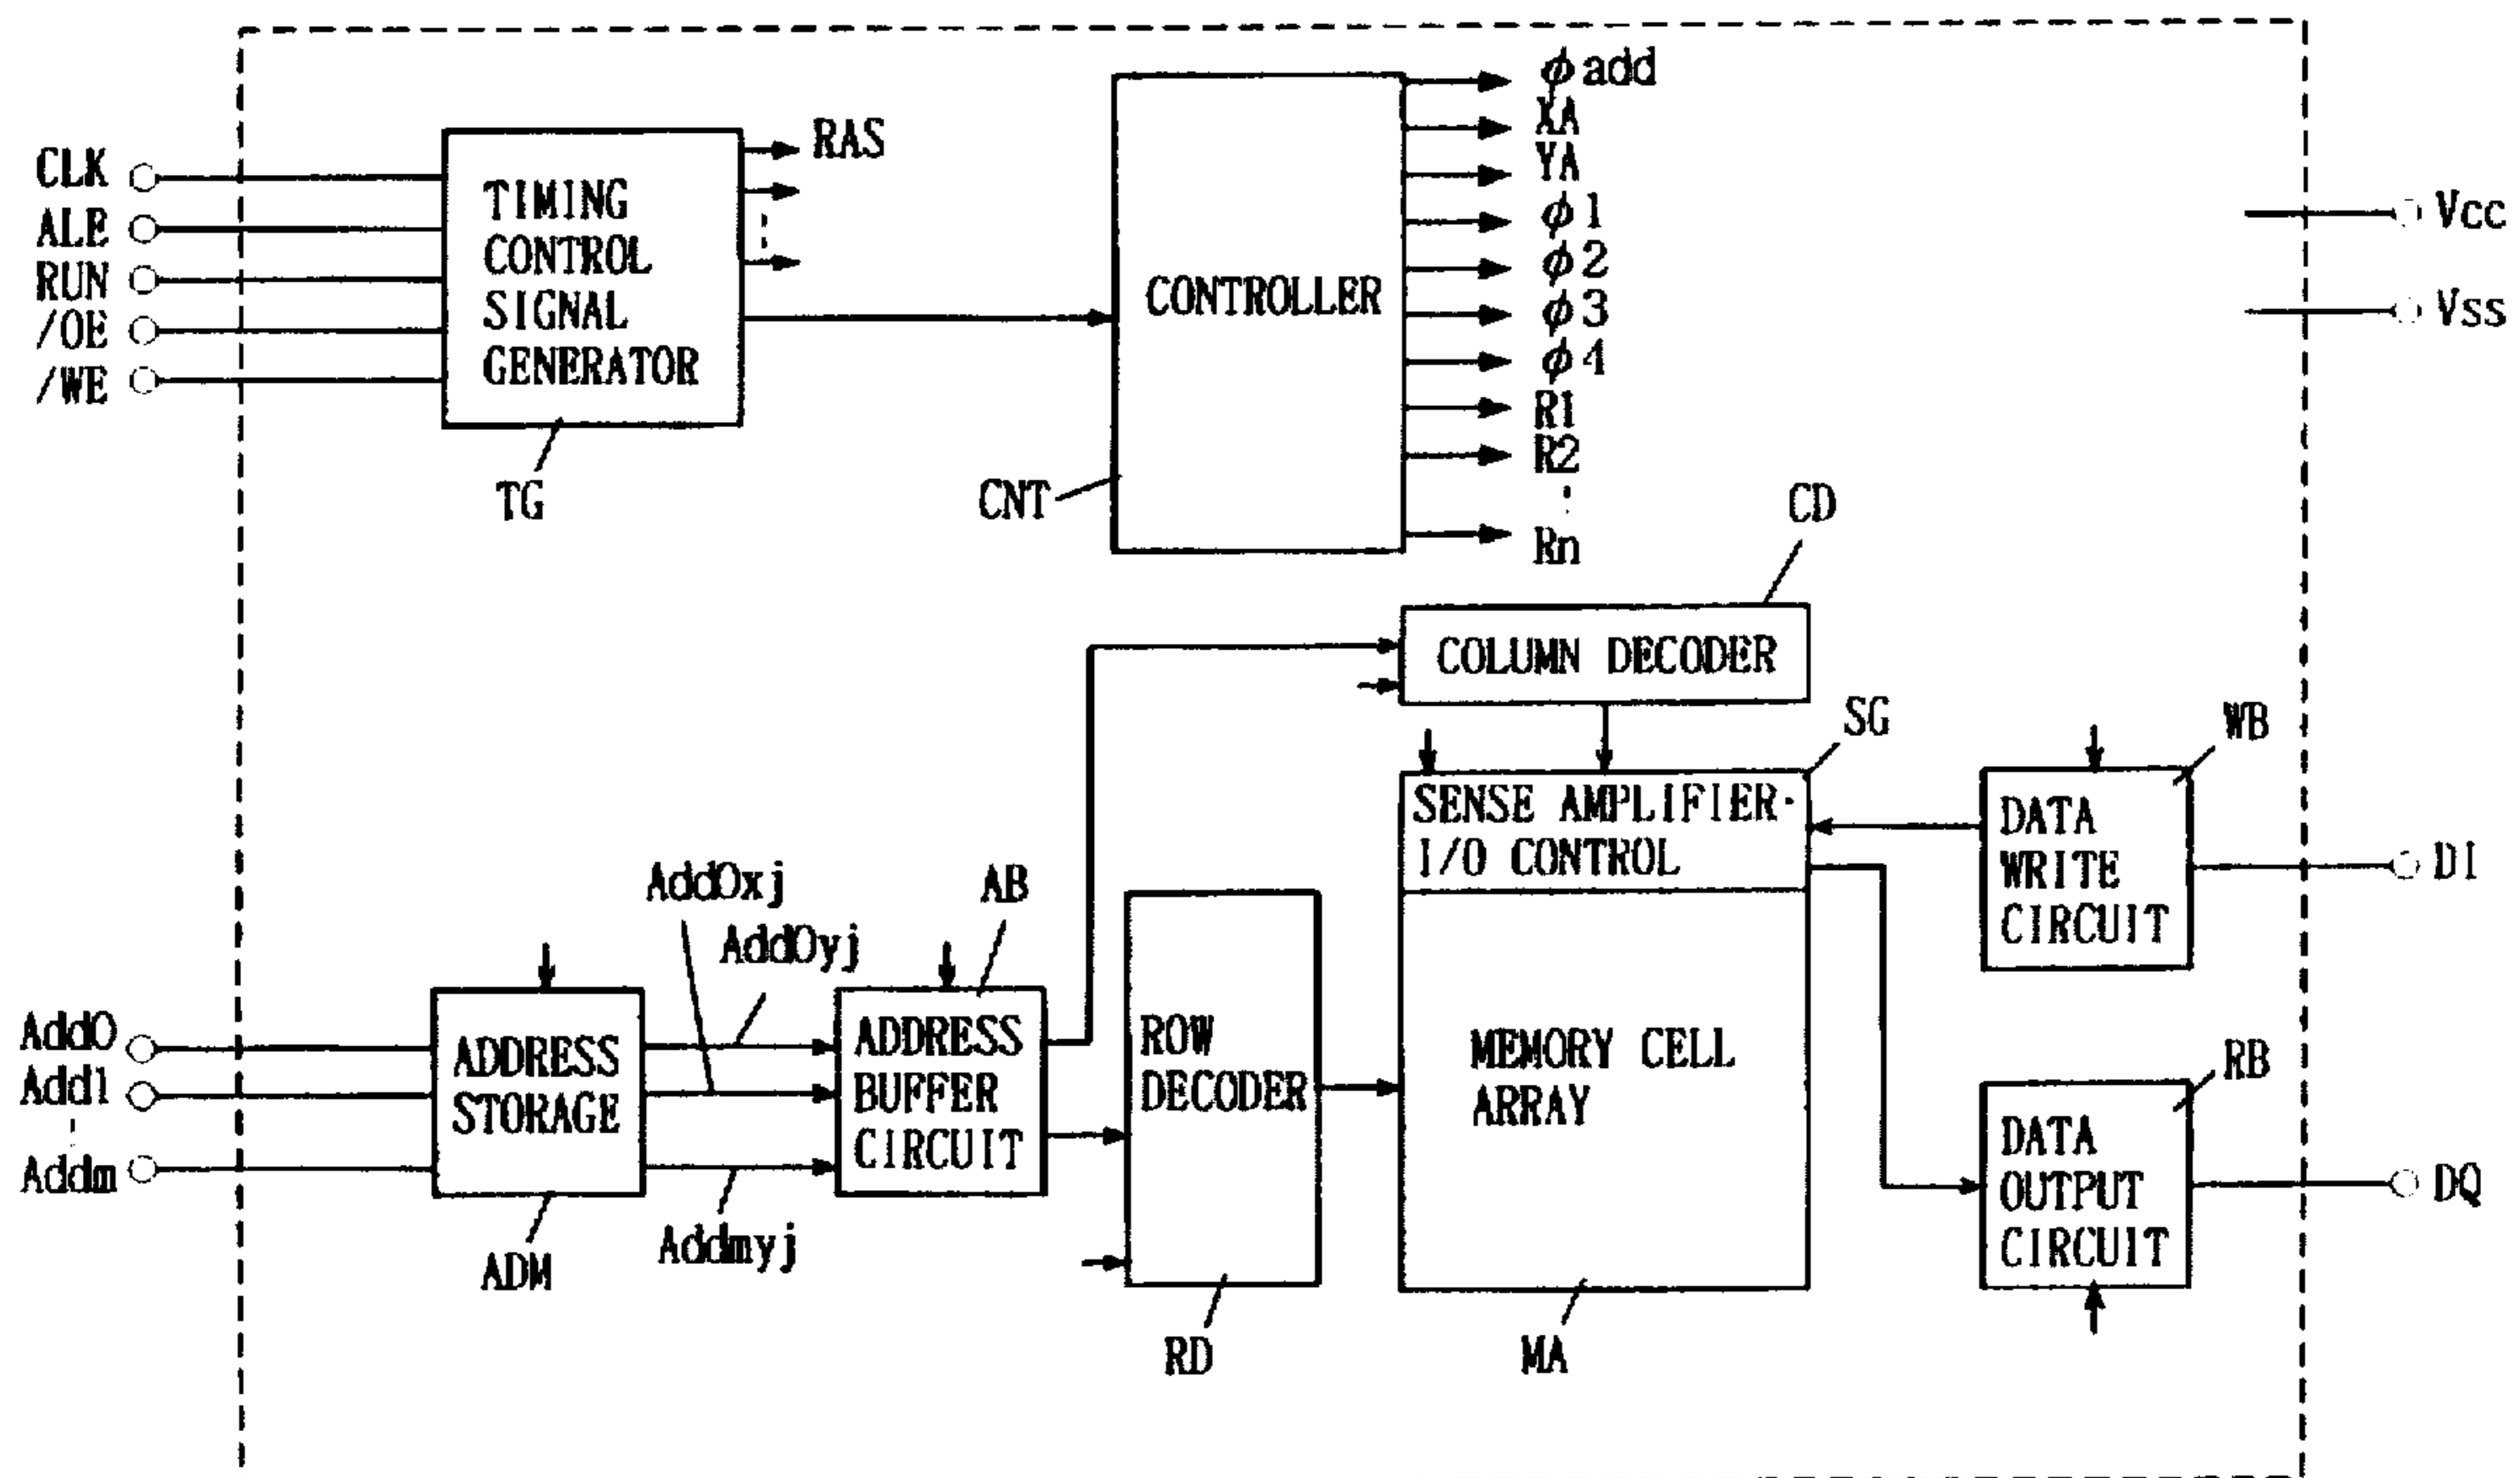 CLK
ALE
RUN
/OE
/WE
TIMING
CONTROL
SIGNAL
GENERATOR
TG
RAS
CNT
CONTROLLER
φadd
XA
YA
φ1
φ2
φ3
φ4
R1
R2
Rn
Vcc
Vss
CD
COLUMN DECODER
SG
SENSE AMPLIFIER·
I/O CONTROL
WB
DATA
WRITE
CIRCUIT
DI
Add0
Add1
Addm
ADDRESS
STORAGE
ADM
Add0xj
Add0yj
Addmyj
AB
ADDRESS
BUFFER
CIRCUIT
ROW
DECODER
RD
MEMORY CELL
ARRAY
MA
RB
DATA
OUTPUT
CIRCUIT
DQ